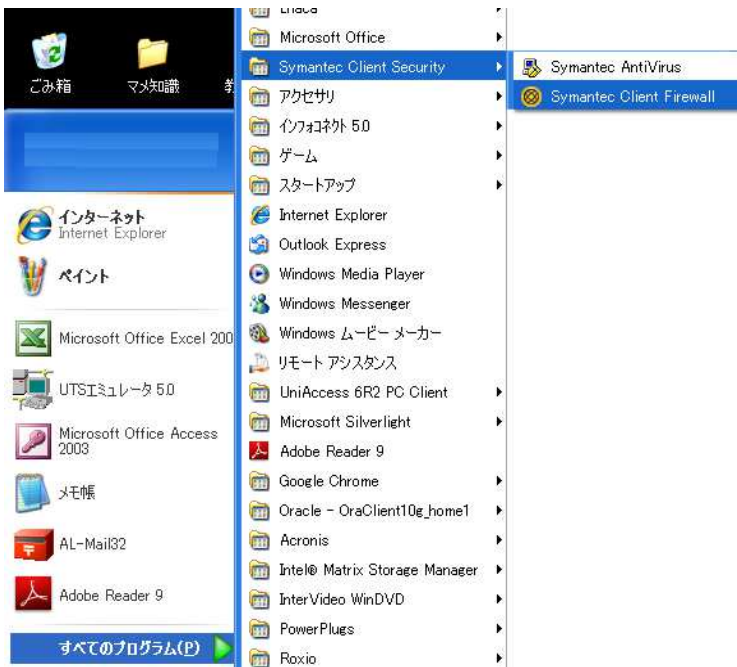 ごみ箱
マメ知識
インターネット
Internet Explorer
ペイント
Microsoft Office Excel 200
UTSエミュレータ 5.0
Microsoft Office Access
2003
メモ帳
AL-Mail32
Adobe Reader 9
すべてのプログラム(P)
Microsoft Office
Symantec Client Security
アクセサリ
インフォコネクト 5.0
ゲーム
スタートアップ
Internet Explorer
Outlook Express
Windows Media Player
Windows Messenger
Windows ムービー メーカー
リモート アシスタンス
UniAccess 6R2 PC Client
Microsoft Silverlight
Adobe Reader 9
Google Chrome
Oracle - OraClient10g_home1
Acronis
Intel® Matrix Storage Manager
InterVideo WinDVD
PowerPlugs
Roxio
Symantec AntiVirus
Symantec Client Firewall